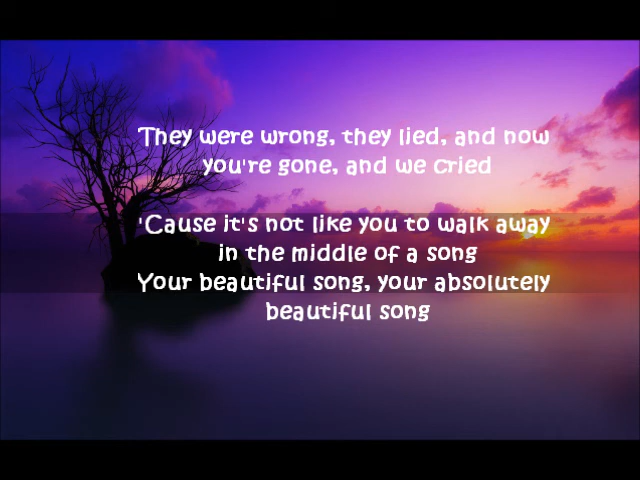 They were wrong, they lied, and now
you're gone, and we cried
'Cause it's not like you to walk away
in the middle of a song
Your beautiful song, your absolutely
beautiful song